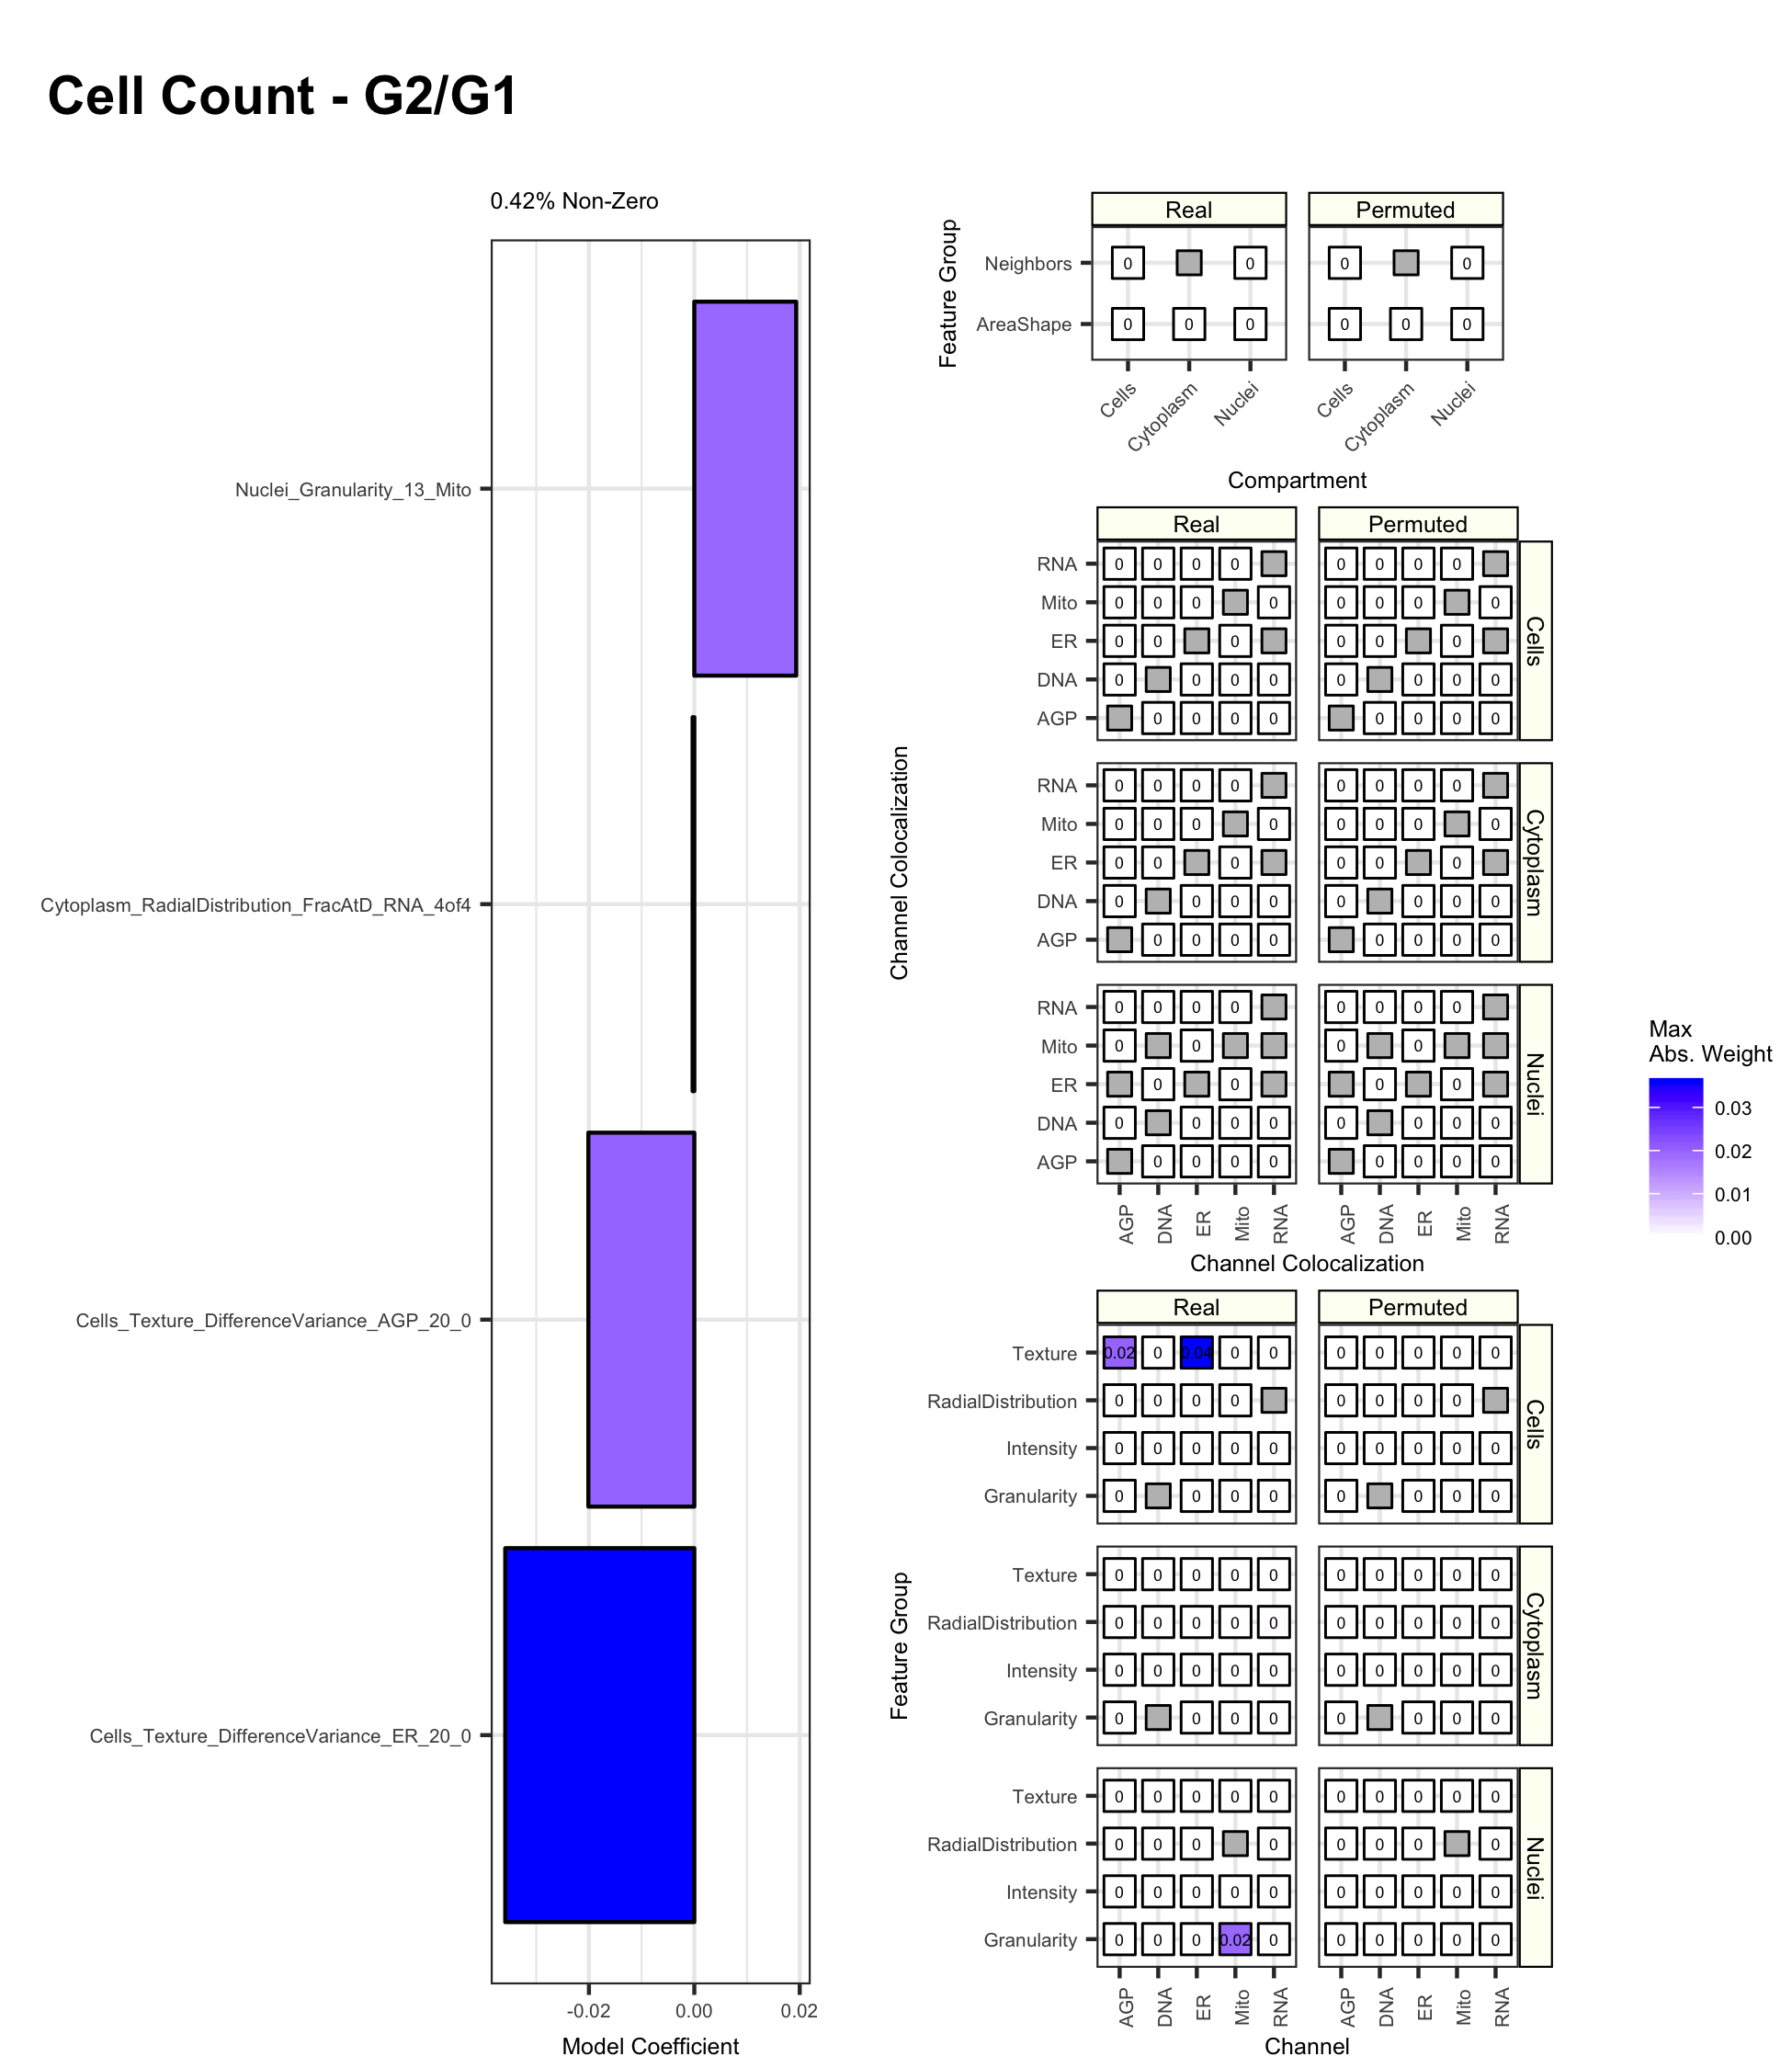 Cell Count - G2/G1
0.42% Non-Zero
Nuclei_Granularity_13_Mito
Cytoplasm_RadialDistribution_FracAtD_RNA_4of4
Cells_Texture_DifferenceVariance_AGP_20_0
Cells_Texture_DifferenceVariance_ER_20_0
-0.02 0.00 0.02
Model Coefficient
Feature Group
Real Permuted
Neighbors 0 0 0 0
AreaShape 0 0 0 0 0 0
Cells Cytoplasm Nuclei Cells Cytoplasm Nuclei
Compartment
Channel Colocalization
Real Permuted
Cells
RNA 0 0 0 0 0 0 0 0
Mito 0 0 0 0 0 0 0 0
ER 0 0 0 0 0 0
DNA 0 0 0 0 0 0 0 0
AGP 0 0 0 0 0 0 0 0
Cytoplasm
RNA 0 0 0 0 0 0 0 0
Mito 0 0 0 0 0 0 0 0
ER 0 0 0 0 0 0
DNA 0 0 0 0 0 0 0 0
AGP 0 0 0 0 0 0 0 0
Nuclei
RNA 0 0 0 0 0 0 0 0
Mito 0 0 0 0
ER 0 0 0 0
DNA 0 0 0 0 0 0 0 0
AGP 0 0 0 0 0 0 0 0
AGP DNA ER Mito RNA AGP DNA ER Mito RNA
Channel Colocalization
Feature Group
Real Permuted
Cells
Texture 0.02 0 0.04 0 0 0 0 0 0 0
RadialDistribution 0 0 0 0 0 0 0 0
Intensity 0 0 0 0 0 0 0 0 0 0
Granularity 0 0 0 0 0 0 0 0
Cytoplasm
Texture 0 0 0 0 0 0 0 0 0 0
RadialDistribution 0 0 0 0 0 0 0 0 0 0
Intensity 0 0 0 0 0 0 0 0 0 0
Granularity 0 0 0 0 0 0 0 0
Nuclei
Texture 0 0 0 0 0 0 0 0 0 0
RadialDistribution 0 0 0 0 0 0 0 0
Intensity 0 0 0 0 0 0 0 0 0 0
Granularity 0 0 0 0.02 0 0 0 0 0 0
AGP DNA ER Mito RNA AGP DNA ER Mito RNA
Channel
Max
Abs. Weight
0.03
0.02
0.01
0.00